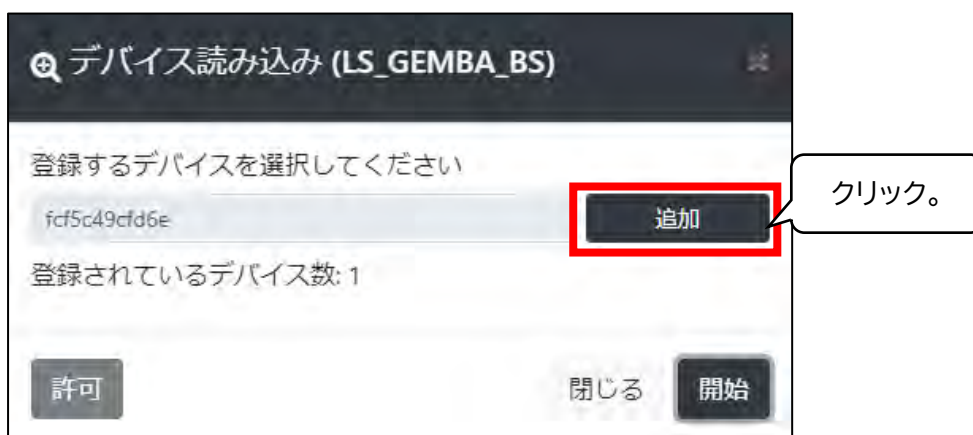 デバイス読み込み (LS_GEMBA_BS)
登録するデバイスを選択してください
fcf5c49cfd6e
追加
クリック。
登録されているデバイス数: 1
許可
閉じる
開始